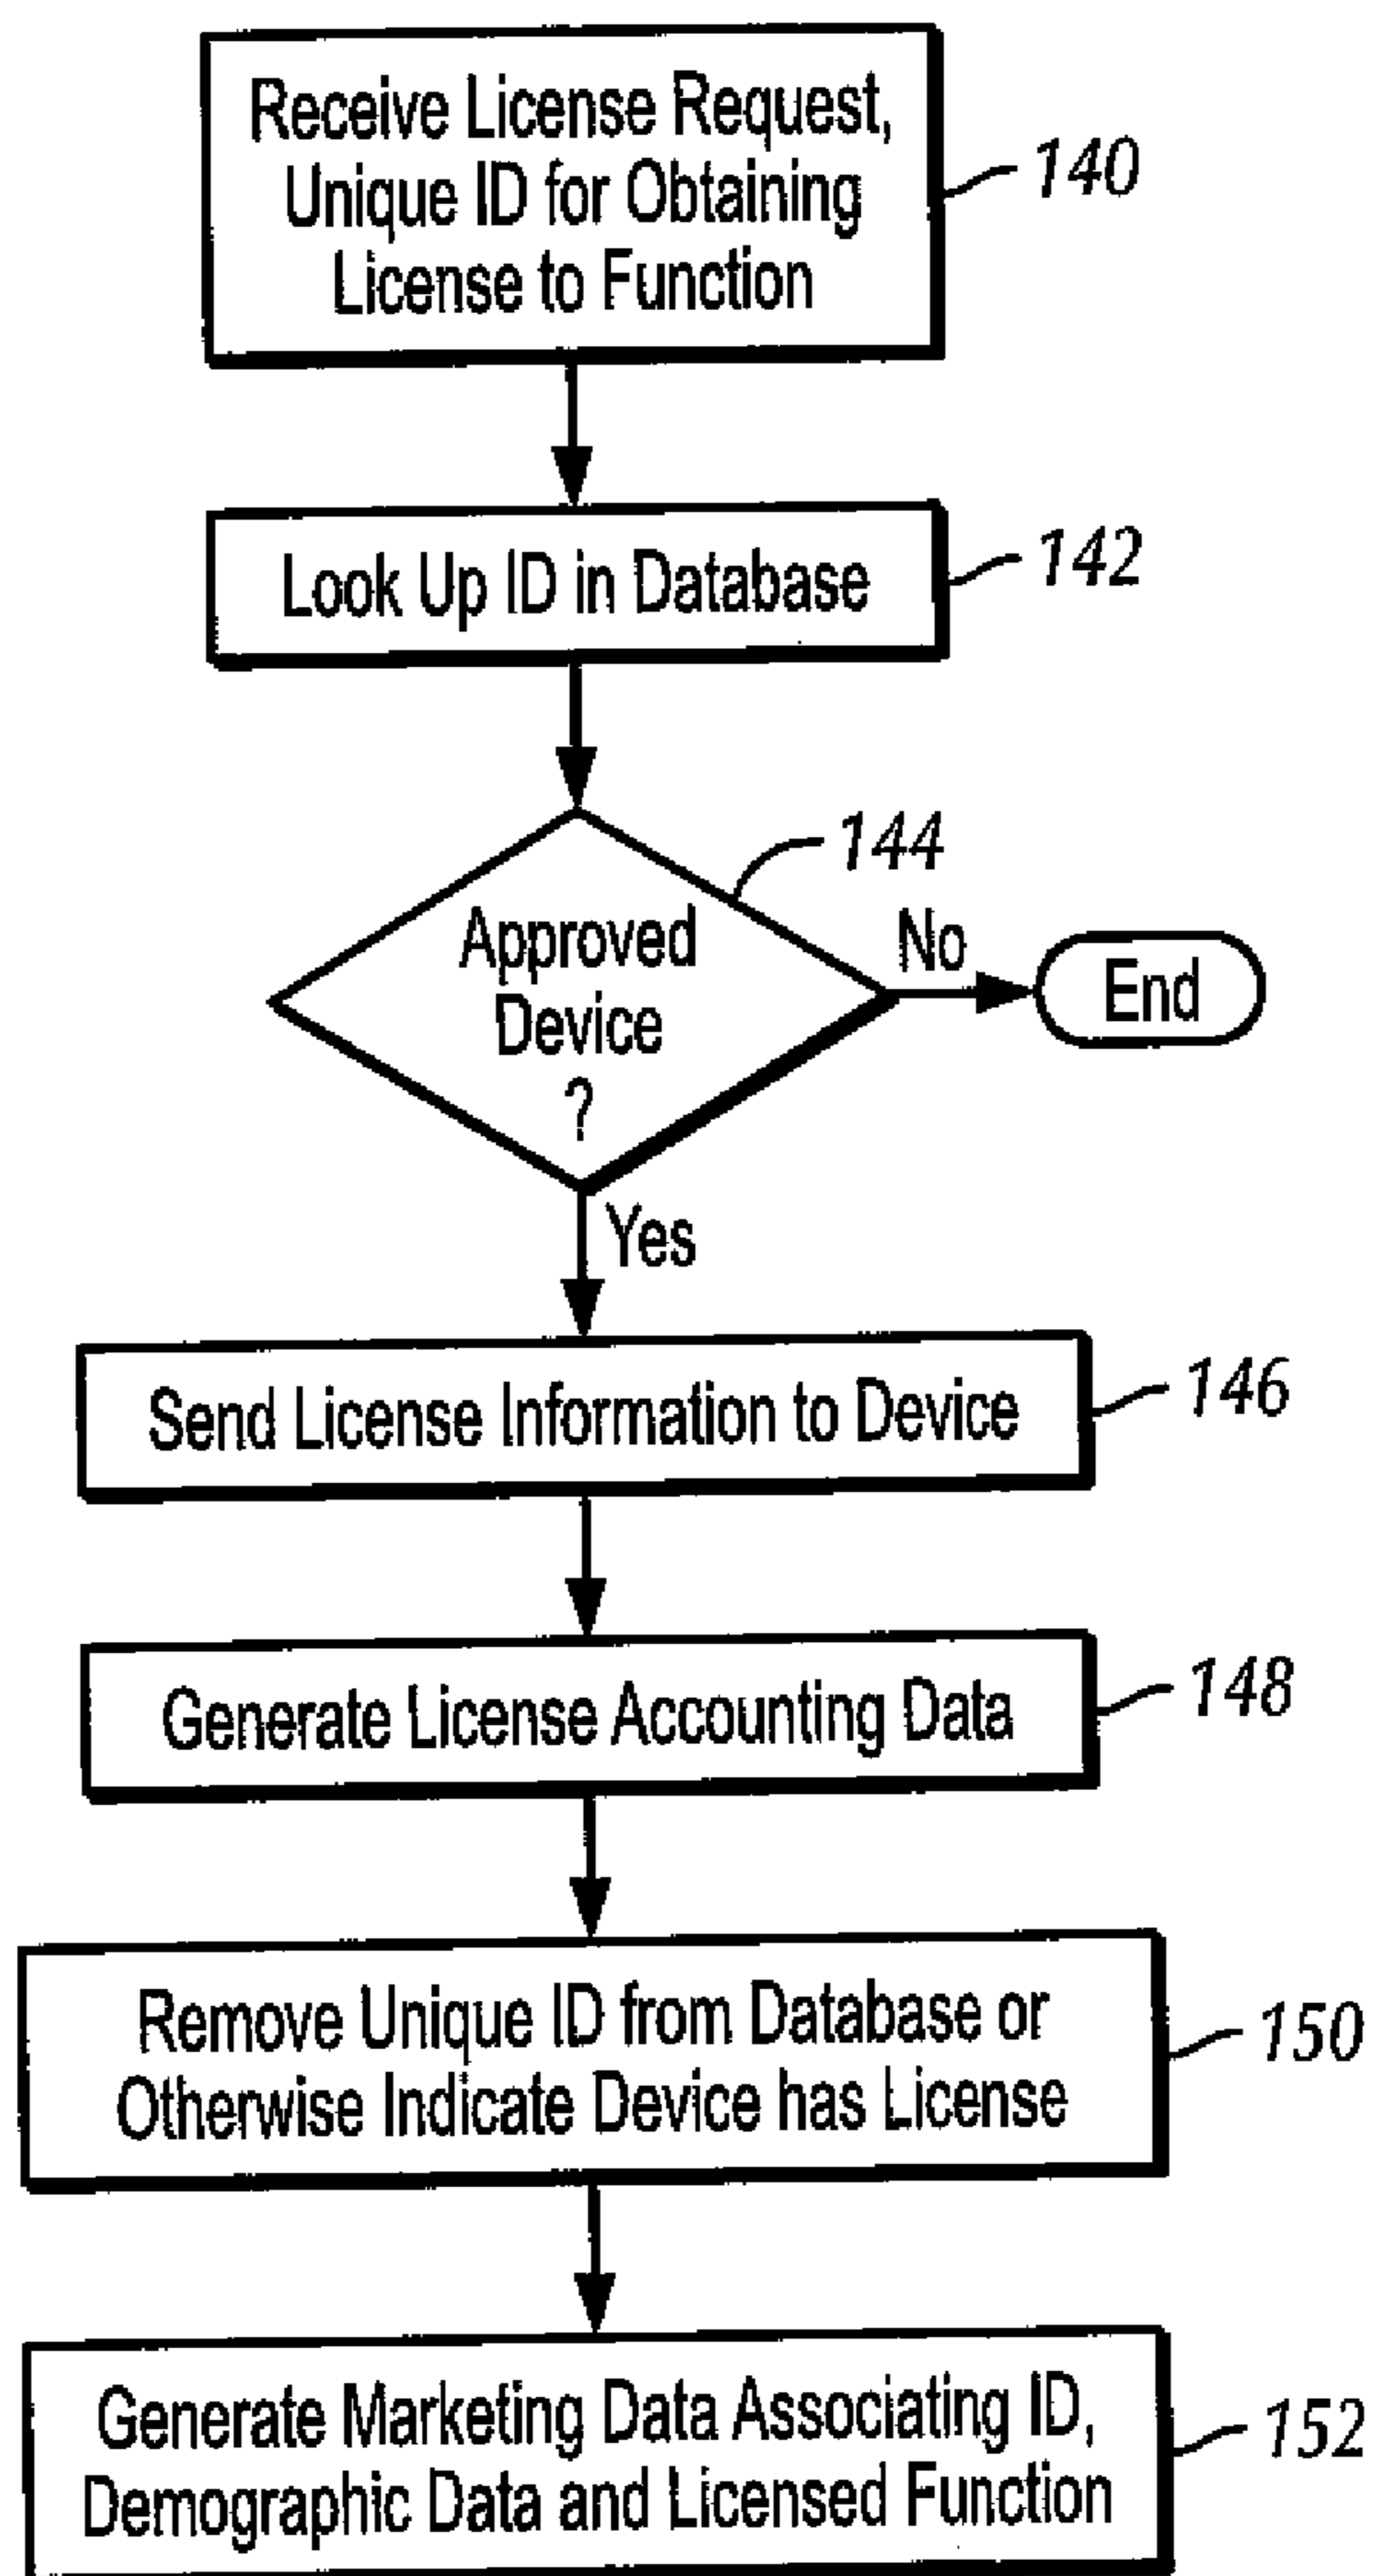 Receive License Request,
Unique ID for Obtaining
License to Function
140
Look Up ID in Database
142
144
Approved
Device
?
No
End
Yes
Send License Information to Device
146
Generate License Accounting Data
148
Remove Unique ID from Database or
Otherwise Indicate Device has License
150
Generate Marketing Data Associating ID,
Demographic Data and Licensed Function
152